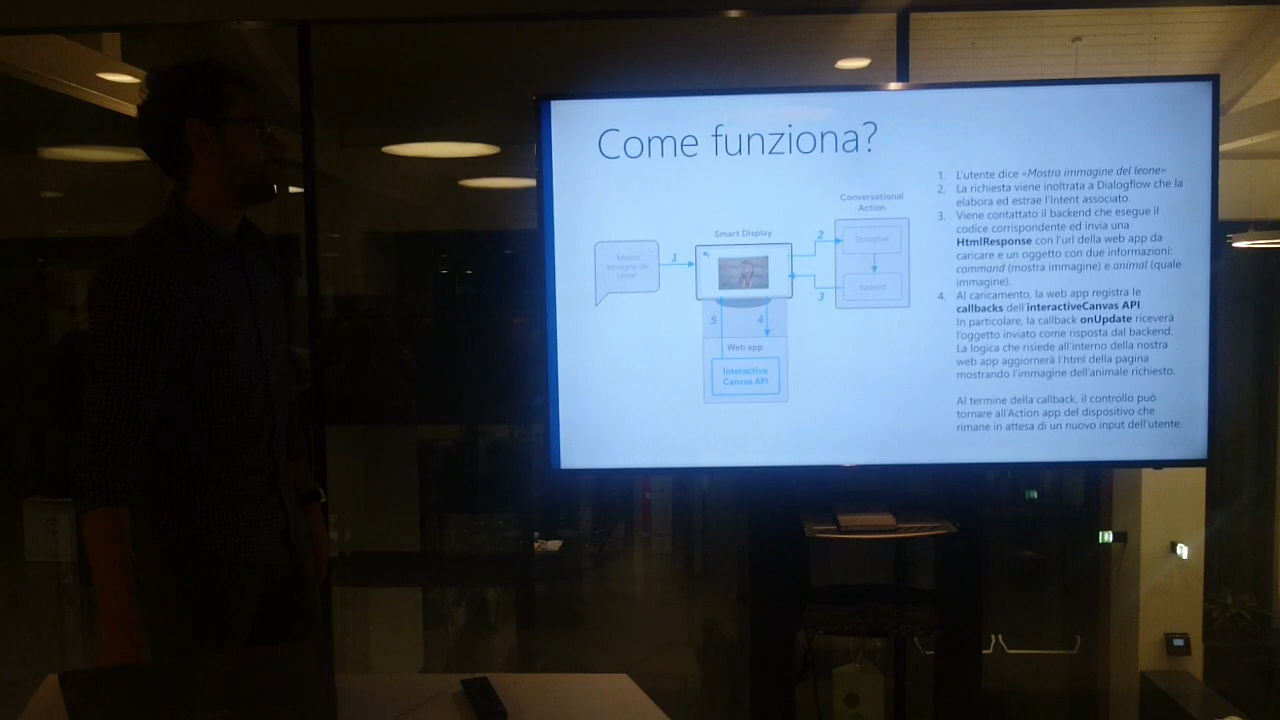 Come funziona?
"Mostra
immagine del
Leone"
1
Smart Display
2
3
Conversational
Action
Dialogflow
Backend
5
4
Web app
Interactive
Canvas API
1. L'utente dice «Mostra immagine del leone»
2. La richiesta viene inoltrata a Dialogflow che la
elabora ed estrae l'Intent associato.
3. Viene contattato il backend che esegue il
codice corrispondente ed invia una
HtmlResponse con l'url della web app da
caricare e un oggetto con due informazioni:
command (mostra immagine) e animal (quale
immagine).
4. Al caricamento, la web app registra le
callbacks dell'interactiveCanvas API.
In particolare, la callback onUpdate riceverà
l'oggetto inviato come risposta dal backend.
La logica che risiede all'interno della nostra
web app aggiornerà l'html della pagina
mostrando l'immagine dell'animale richiesto.
Al termine della callback, il controllo può
tornare all'Action app del dispositivo che
rimane in attesa di un nuovo input dell'utente.